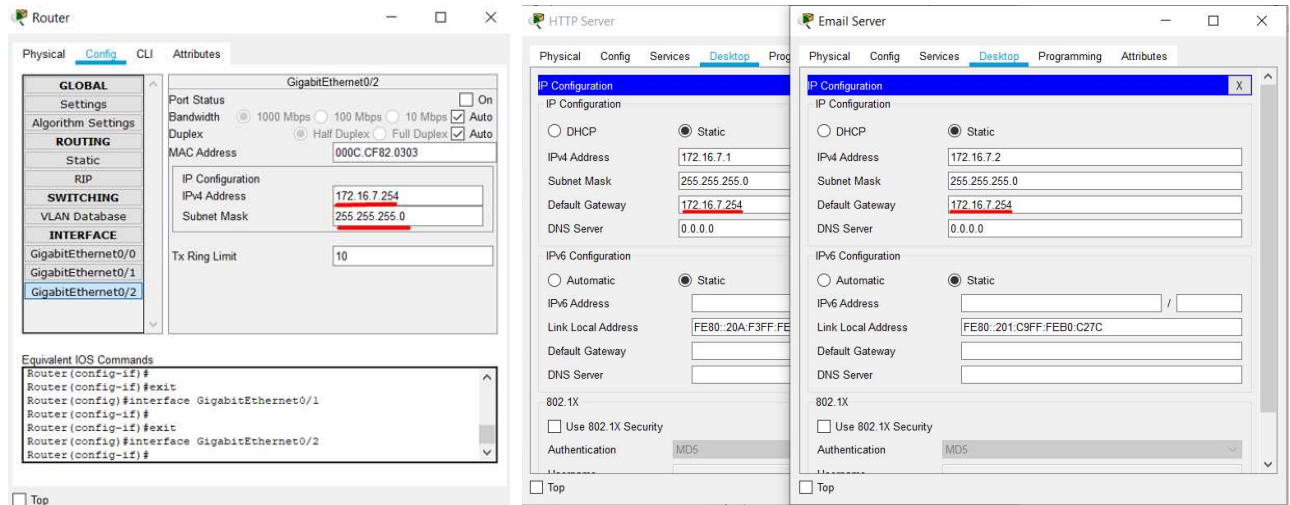 Router
Physical Config CLI Attributes
GLOBAL
Settings
Algorithm Settings
ROUTING
Static
RIP
SWITCHING
VLAN Database
INTERFACE
GigabitEthernet0/0
GigabitEthernet0/1
GigabitEthernet0/2
GigabitEthernet0/2
Port Status On
Bandwidth 1000 Mbps 100 Mbps 10 Mbps Auto
Duplex Half Duplex Full Duplex Auto
MAC Address 000C.CF82.0303
IP Configuration
IPv4 Address 172.16.7.254
Subnet Mask 255.255.255.0
Tx Ring Limit 10
Equivalent IOS Commands
Router(config-if)#
Router(config-if)#exit
Router(config)#interface GigabitEthernet0/1
Router(config-if)#
Router(config-if)#exit
Router(config)#interface GigabitEthernet0/2
Router(config-if)#
Top
HTTP Server
Physical Config Services Desktop Prog
IP Configuration
IP Configuration
DHCP Static
IPv4 Address 172.16.7.1
Subnet Mask 255.255.255.0
Default Gateway 172.16.7.254
DNS Server 0.0.0.0
IPv6 Configuration
Automatic Static
IPv6 Address
Link Local Address FE80::20A:F3FF:FE
Default Gateway
DNS Server
802.1X
Use 802.1X Security
Authentication MD5
Top
Email Server
Physical Config Services Desktop Programming Attributes
IP Configuration X
IP Configuration
DHCP Static
IPv4 Address 172.16.7.2
Subnet Mask 255.255.255.0
Default Gateway 172.16.7.254
DNS Server 0.0.0.0
IPv6 Configuration
Automatic Static
IPv6 Address /
Link Local Address FE80::201:C9FF:FEB0:C27C
Default Gateway
DNS Server
802.1X
Use 802.1X Security
Authentication MD5
Top